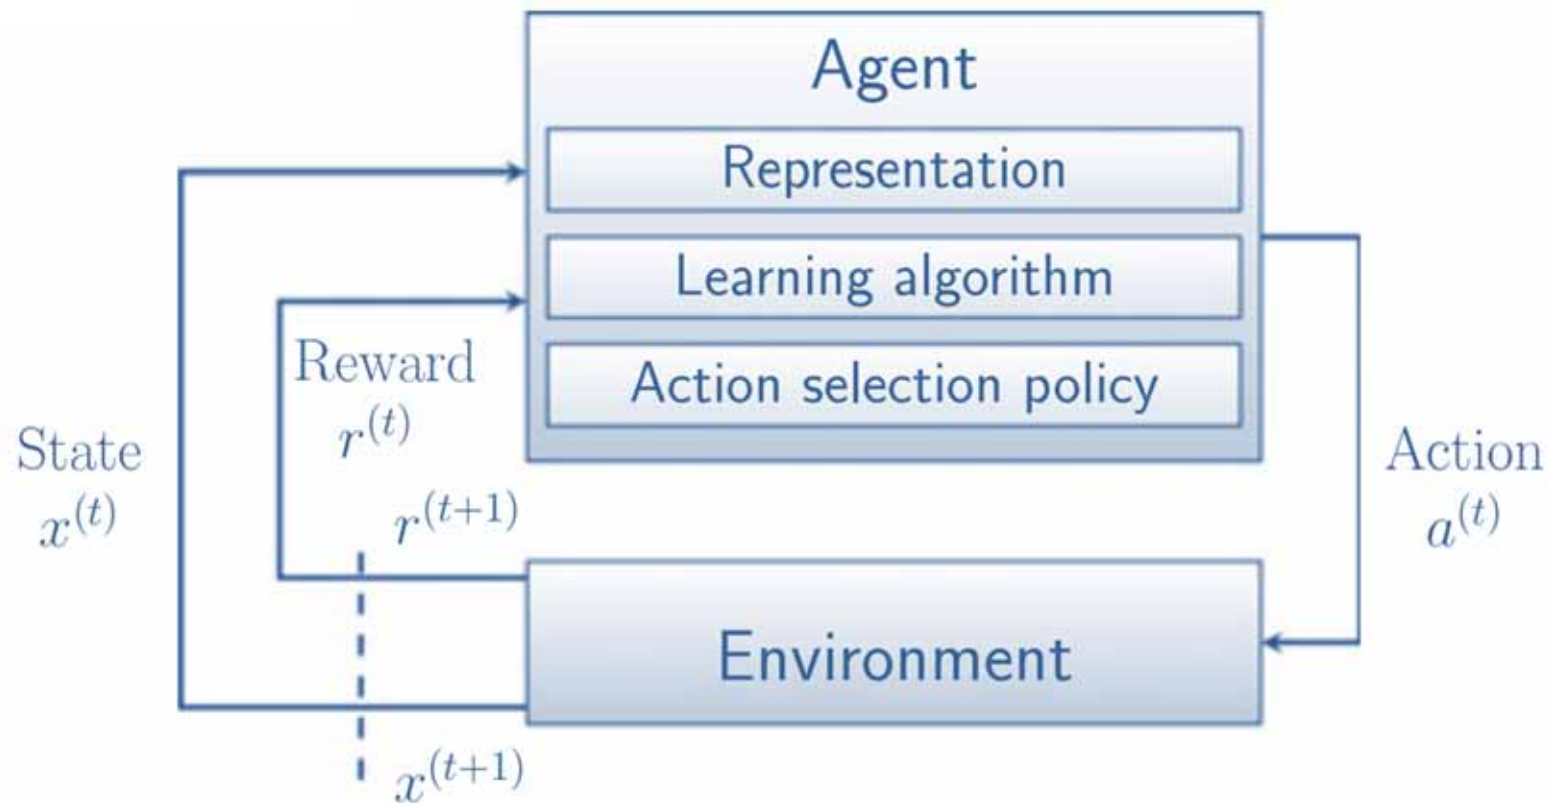 Agent
Representation
Learning algorithm
Action selection policy
Reward
r^(t)
State
x^(t)
Action
a^(t)
r^(t+1)
Environment
x^(t+1)